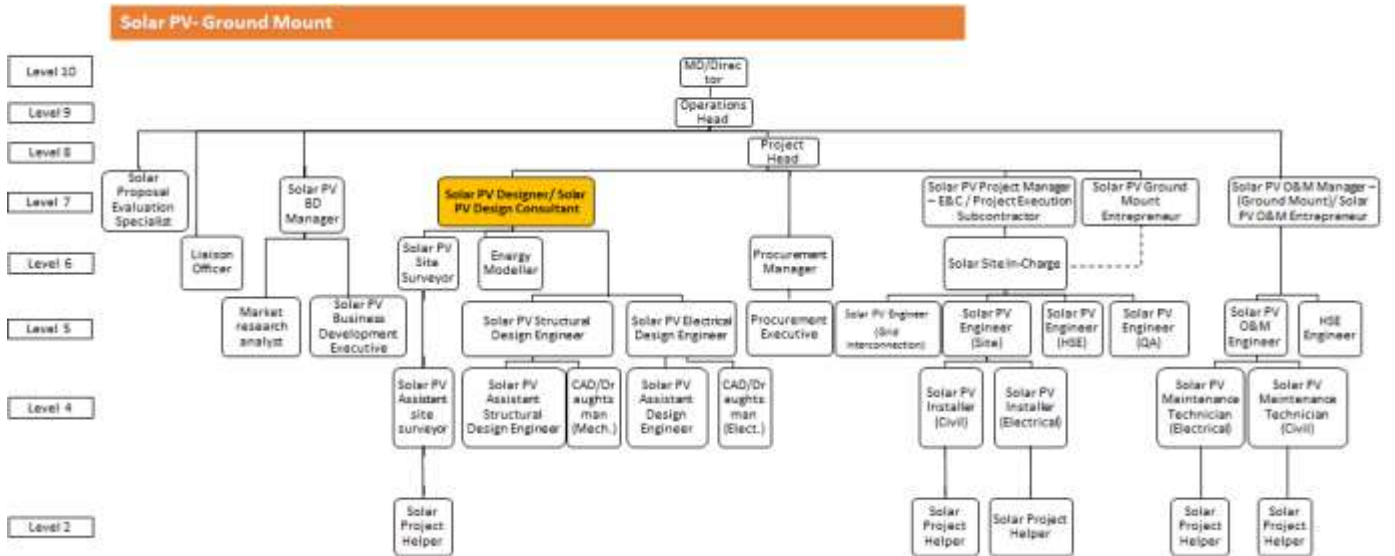 Solar PV- Ground Mount
Level 10
MD/Direc
tor
Level 9
Operations
Head
Level 8
Project
Head
Level 7
Solar
Proposal
Evaluation
Specialist
Solar PV
BD
Manager
Solar PV Designer/ Solar
PV Design Consultant
Solar PV Project Manager
– E&C / Project Execution
Subcontractor
Solar PV Ground
Mount
Entrepreneur
Solar PV O&M Manager –
(Ground Mount)/ Solar
PV O&M Entrepreneur
Level 6
Liaison
Officer
Solar PV
Site
Surveyor
Energy
Modeller
Procurement
Manager
Solar Site In-Charge
Level 5
Market
research
analyst
Solar PV
Business
Development
Executive
Solar PV Structural
Design Engineer
Solar PV Electrical
Design Engineer
Procurement
Executive
Solar PV Engineer
(Grid
Interconnection)
Solar PV
Engineer
(Site)
Solar PV
Engineer
(HSE)
Solar PV
Engineer
(QA)
Solar PV
O&M
Engineer
HSE
Engineer
Level 4
Solar PV
Assistant
site
surveyor
Solar PV
Assistant
Structural
Design Engineer
CAD/Dr
aughts
man
(Mech.)
Solar PV
Assistant
Design
Engineer
CAD/Dr
aughts
man
(Elect.)
Solar PV
Installer
(Civil)
Solar PV
Installer
(Electrical)
Solar PV
Maintenance
Technician
(Electrical)
Solar PV
Maintenance
Technician
(Civil)
Level 2
Solar
Project
Helper
Solar
Project
Helper
Solar Project
Helper
Solar
Project
Helper
Solar
Project
Helper